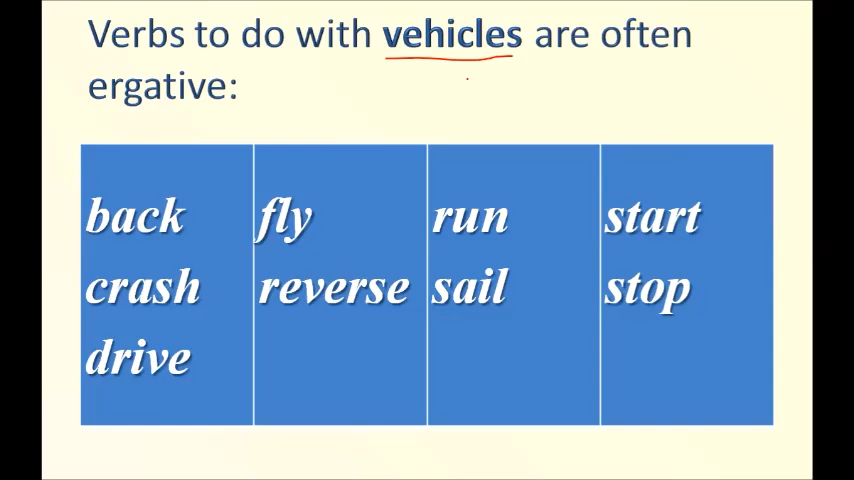 Verbs to do with vehicles are often
ergative:
back
crash
drive
fly
reverse
run
sail
start
stop